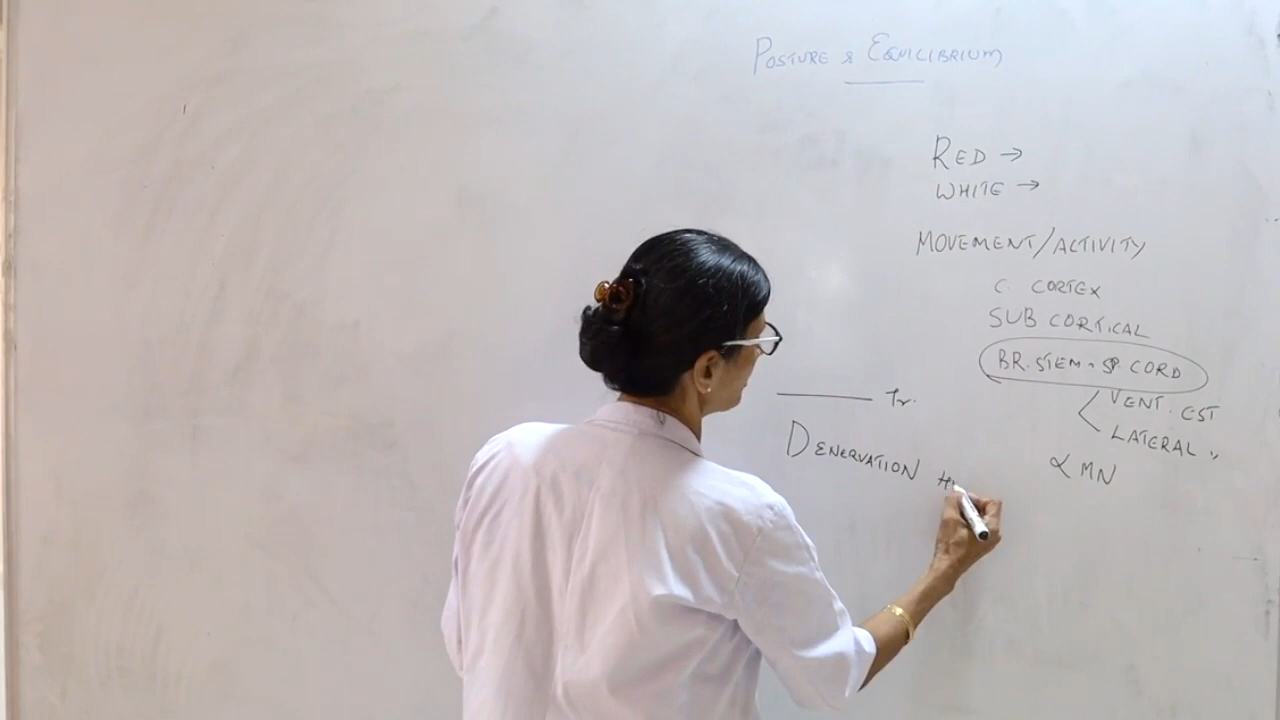 POSTURE & EQUILIBRIUM
RED →
WHITE →
MOVEMENT/ACTIVITY
C. CORTEX
SUB CORTICAL
BR. STEM - SP. CORD
VENT. CST
LATERAL "
α MN
Tr.
DENERVATION